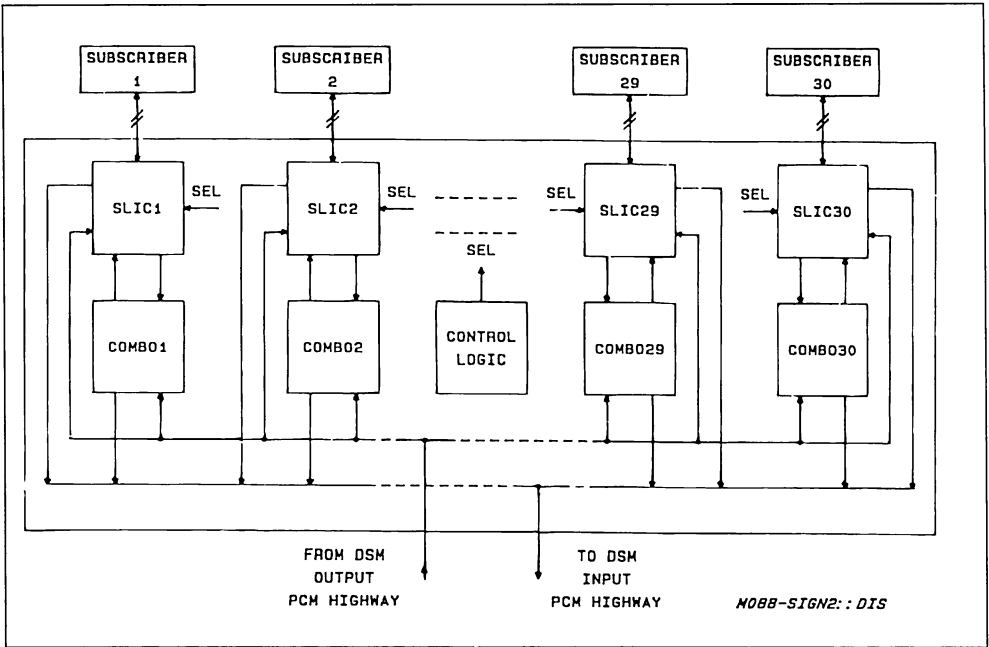 SUBSCRIBER
1
SUBSCRIBER
2
SUBSCRIBER
29
SUBSCRIBER
30
SLIC1
SEL
SLIC2
SEL
SEL
SEL
SLIC29
SEL
SLIC30
COMBO1
COMBO2
CONTROL
LOGIC
COMBO29
COMBO30
FROM DSM
OUTPUT
PCM HIGHWAY
TO DSM
INPUT
PCM HIGHWAY
M088-SIGN2::DIS